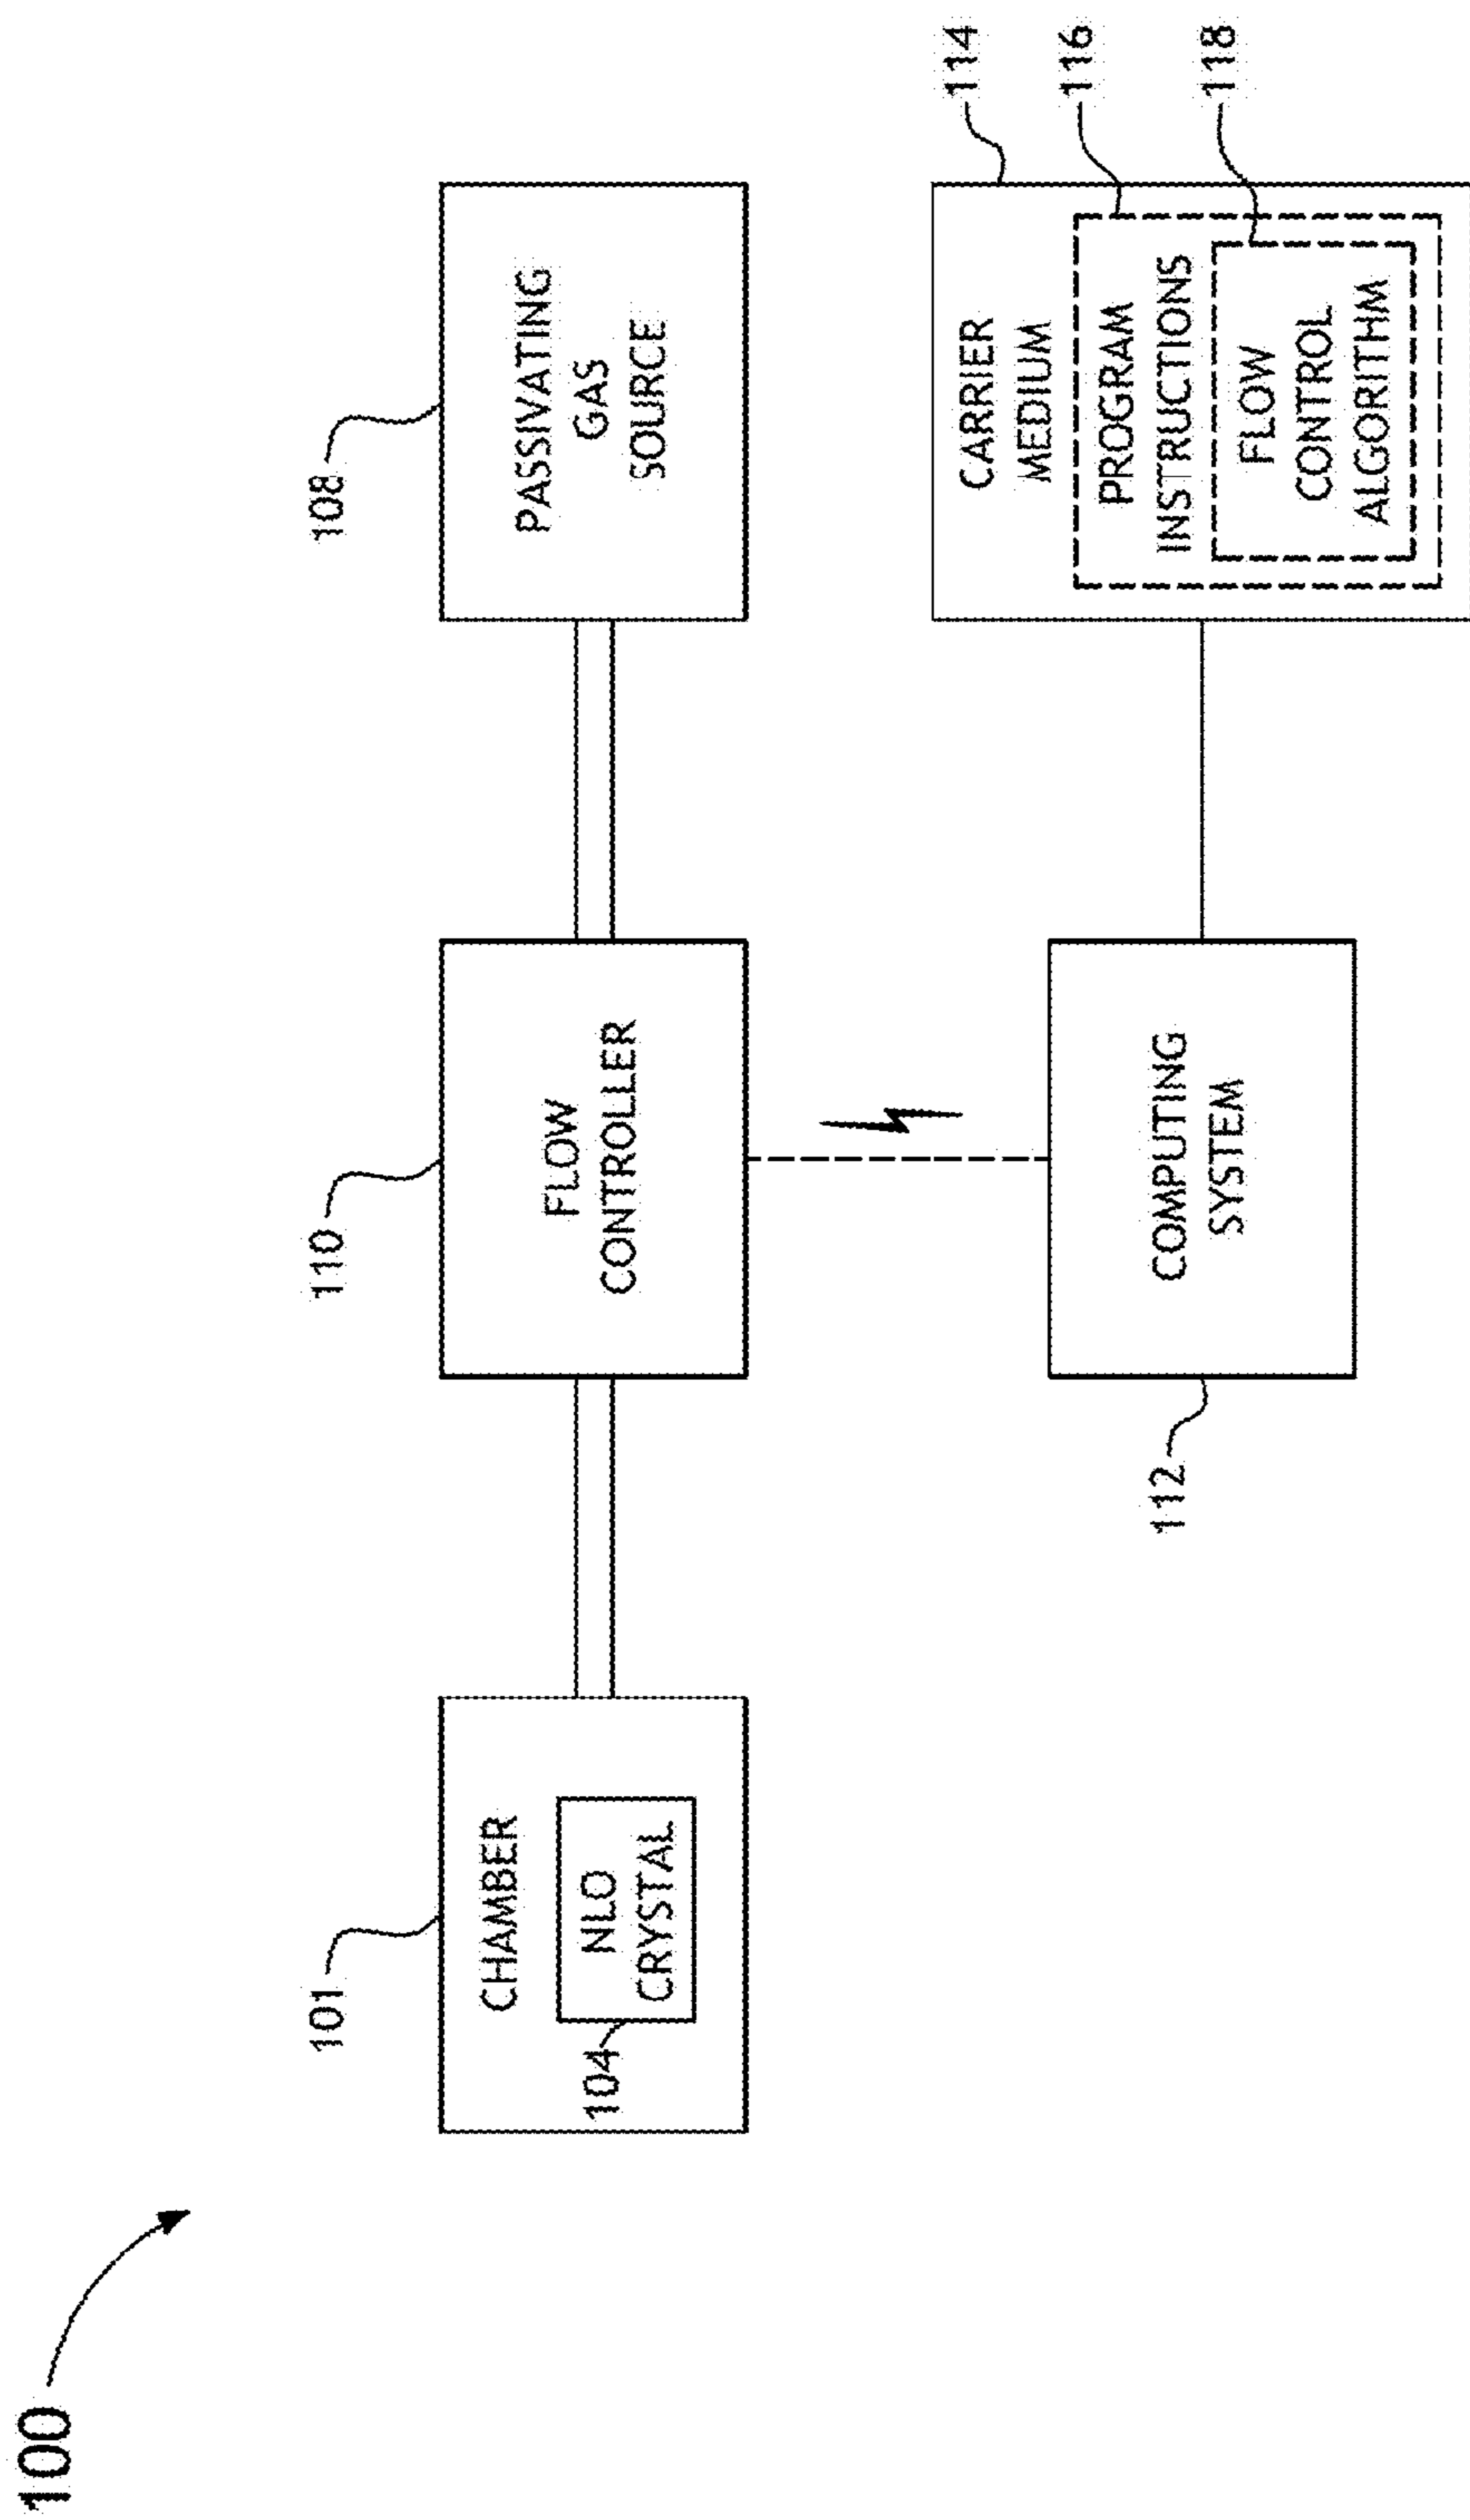 100
101
CHAMBER
NLO
CRYSTAL
104
110
FLOW
CONTROLLER
108
PASSIVATING
GAS
SOURCE
112
COMPUTING
SYSTEM
CARRIER
MEDIUM
PROGRAM
INSTRUCTIONS
FLOW
CONTROL
ALGORITHM
114
116
118